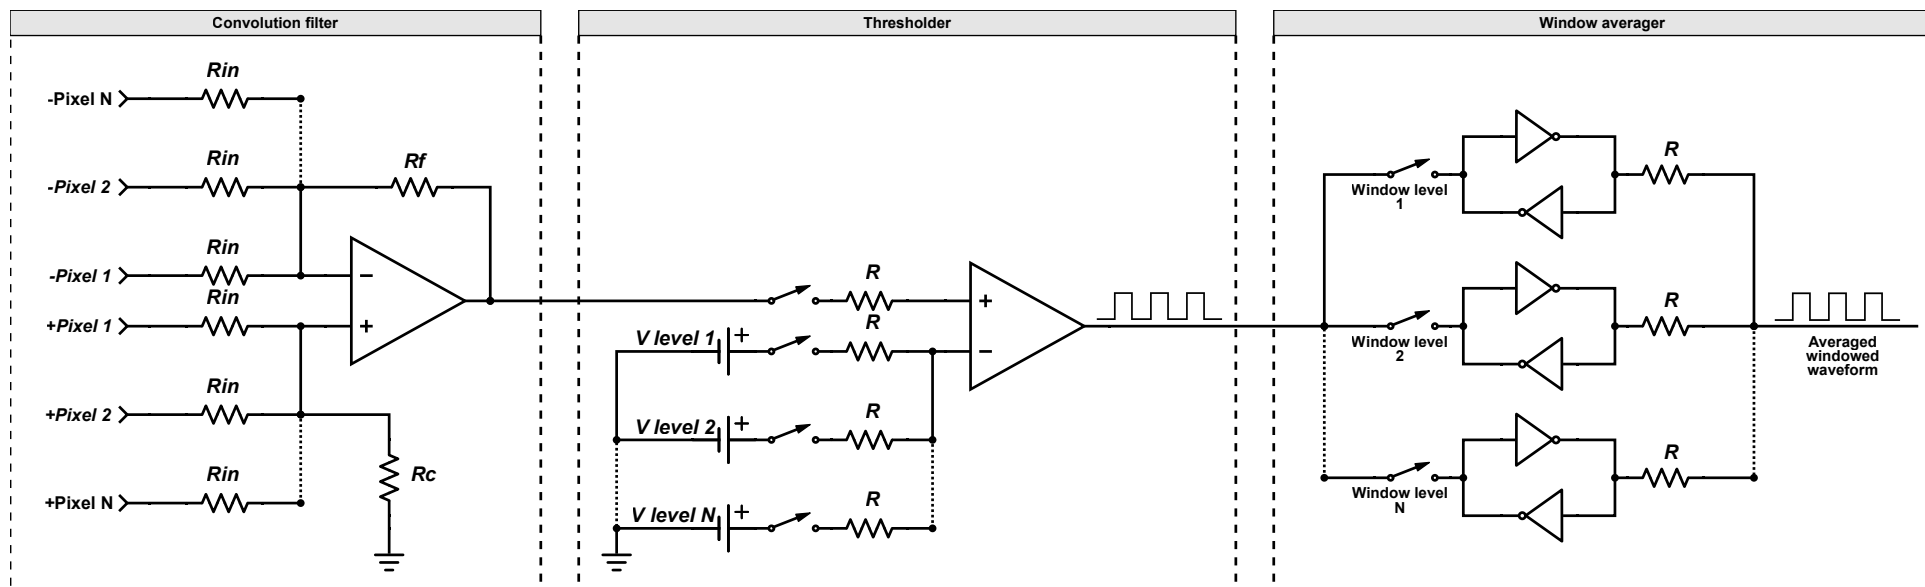 Convolution filter
Thresholder
Window averager
-Pixel N
Rin
-Pixel 2
Rin
Rf
-Pixel 1
Rin
+Pixel 1
Rin
+Pixel 2
Rin
+Pixel N
Rin
Rc
−
+
R
V level 1
+
R
V level 2
+
R
V level N
+
R
+
−
Window level
1
R
Window level
2
R
Window level
N
R
Averaged
windowed
waveform